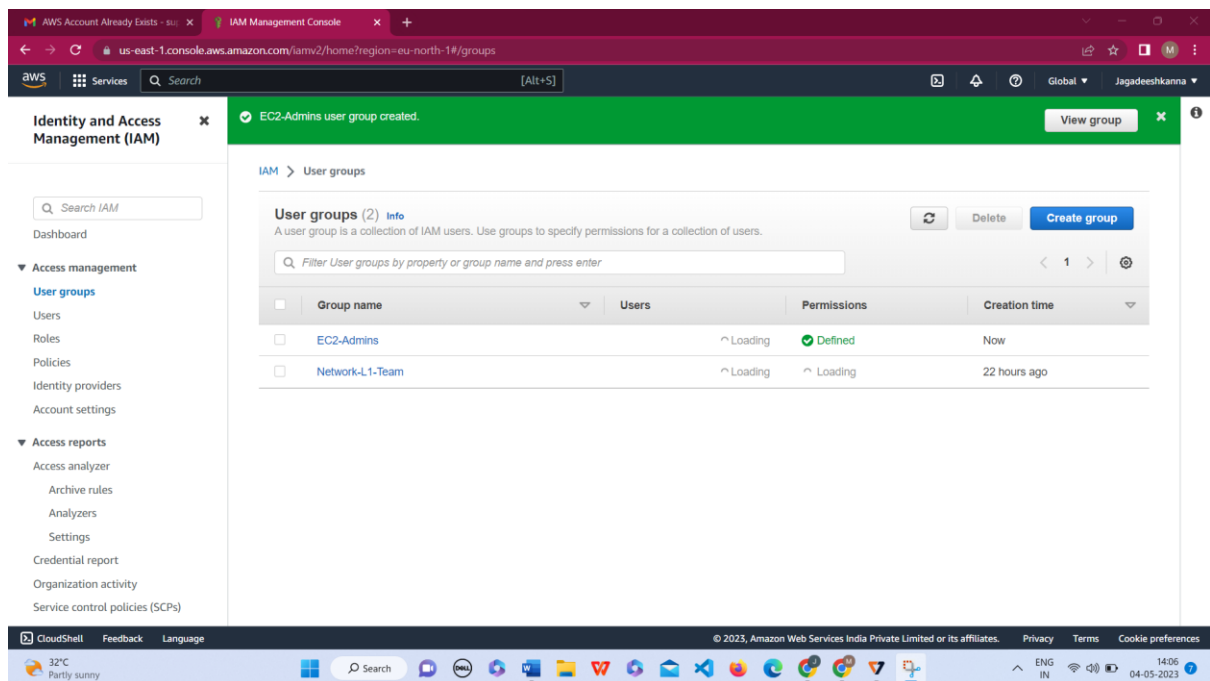 AWS Account Already Exists - su
IAM Management Console
us-east-1.console.aws.amazon.com/iamv2/home?region=eu-north-1#/groups
M
aws
Services
Search
[Alt+S]
Global
Jagadeeshkanna
Identity and Access
Management (IAM)
Search IAM
Dashboard
Access management
User groups
Users
Roles
Policies
Identity providers
Account settings
Access reports
Access analyzer
Archive rules
Analyzers
Settings
Credential report
Organization activity
Service control policies (SCPs)
EC2-Admins user group created.
View group
IAM > User groups
User groups (2) Info
A user group is a collection of IAM users. Use groups to specify permissions for a collection of users.
Delete
Create group
Filter User groups by property or group name and press enter
1
Group name Users Permissions Creation time
EC2-Admins Loading Defined Now
Network-L1-Team Loading Loading 22 hours ago
CloudShell Feedback Language
© 2023, Amazon Web Services India Private Limited or its affiliates. Privacy Terms Cookie preferences
32°C
Partly sunny
Search
DELL
ENG
IN
14:06
04-05-2023
7